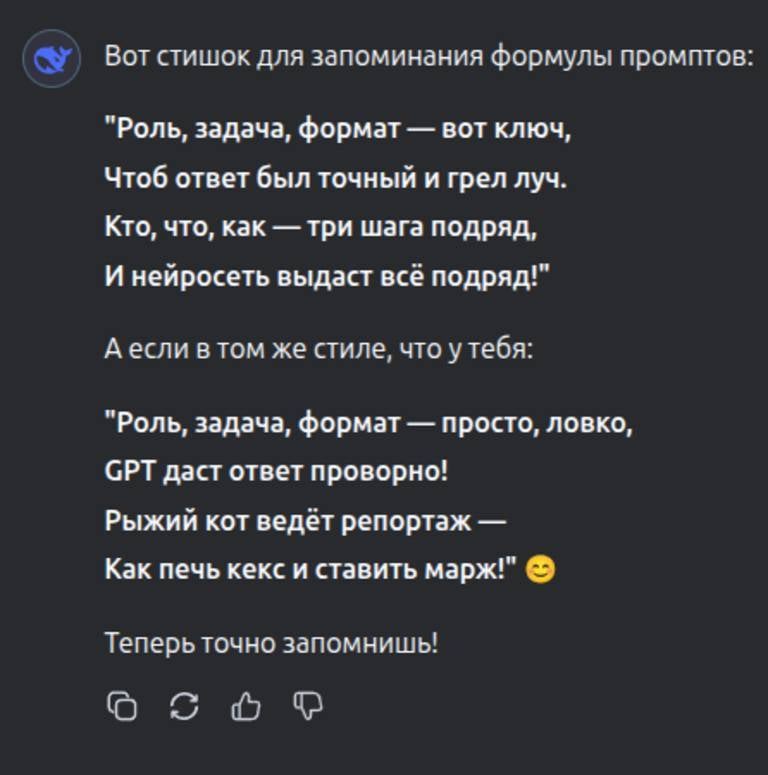 Вот стишок для запоминания формулы промптов:
"Роль, задача, формат — вот ключ,
Чтоб ответ был точный и грел луч.
Кто, что, как — три шага подряд,
И нейросеть выдаст всё подряд!"
А если в том же стиле, что у тебя:
"Роль, задача, формат — просто, ловко,
GPT даст ответ проворно!
Рыжий кот ведёт репортаж —
Как печь кекс и ставить марж!" 😊
Теперь точно запомнишь!